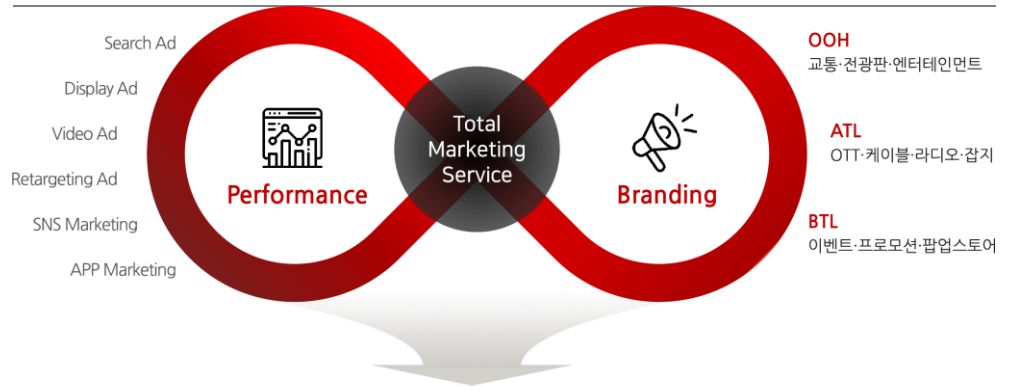 Search Ad
Display Ad
Video Ad
Retargeting Ad
SNS Marketing
APP Marketing
Performance
Total
Marketing
Service
Branding
OOH
교통·전광판·엔터테인먼트
ATL
OTT·케이블·라디오·잡지
BTL
이벤트·프로모션·팝업스토어